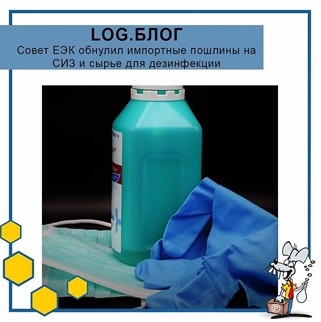 LOG.БЛОГ
Совет ЕЭК обнулил импортные пошлины на
СИЗ и сырье для дезинфекции